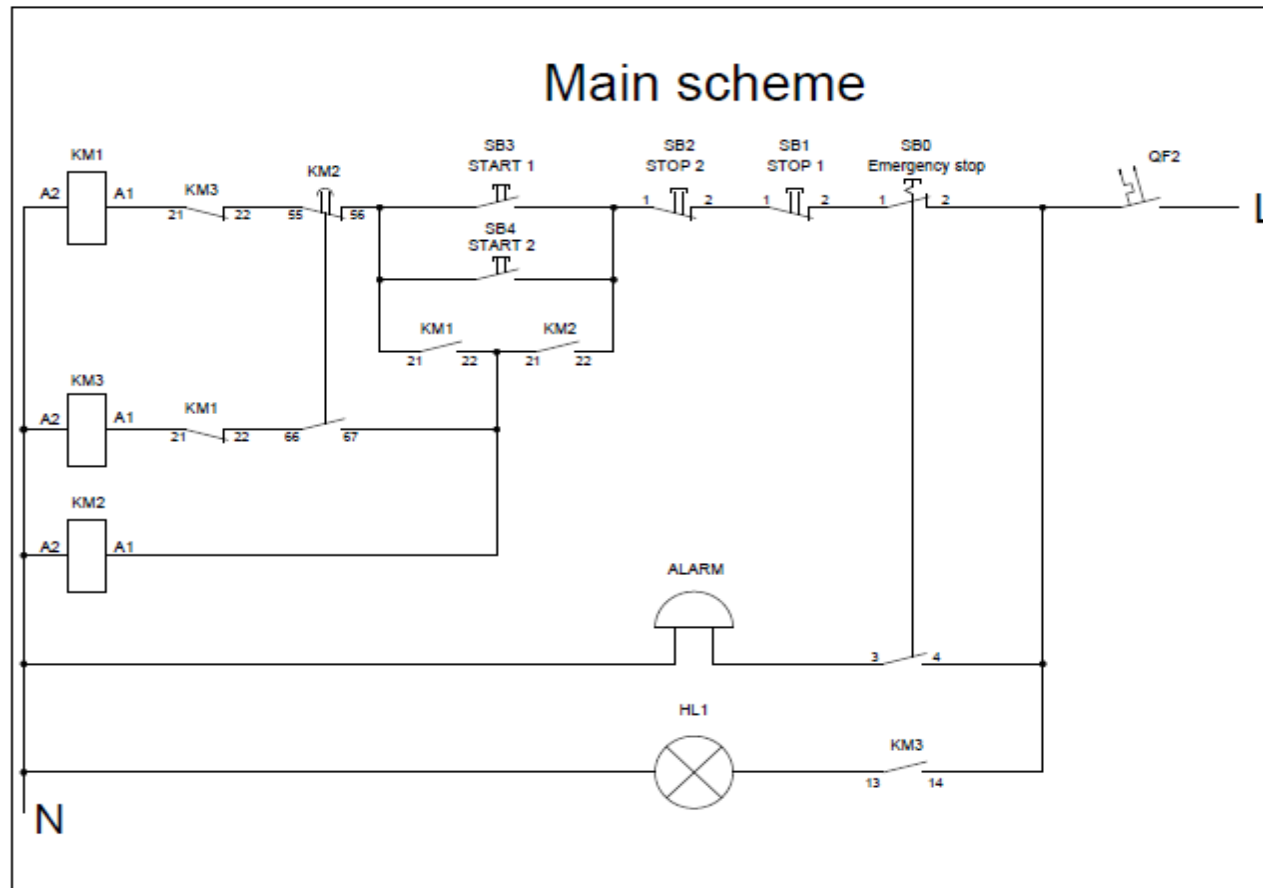 Main scheme
SB3
START 1
SB2
STOP 2
SB1
STOP 1
SB0
Emergency stop
QF2
KM1
A2 A1
KM3
21 22
KM2
55 56
1 2
1 2
1 2
L
SB4
START 2
KM1
21 22
KM2
21 22
KM3
A2 A1
KM1
21 22
66 67
KM2
A2 A1
ALARM
3 4
HL1
KM3
13 14
N